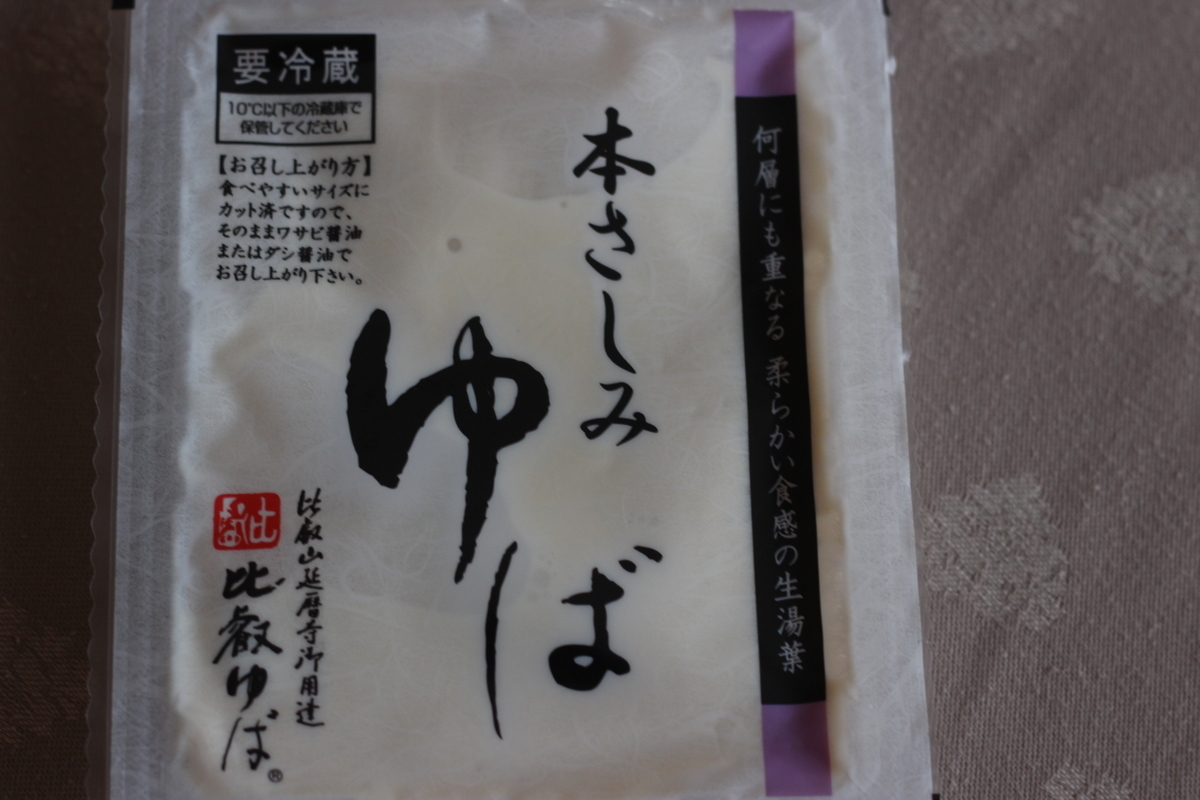 要冷蔵
10℃以下の冷蔵庫で
保管してください
【お召し上がり方】
食べやすいサイズに
カット済ですので、
そのままワサビ醤油
またはダシ醤油で
お召し上がり下さい。
何層にも重なる 柔らかい食感の生湯葉
本さしみ
ゆば
比叡山延暦寺御用達
比叡
比叡ゆば®